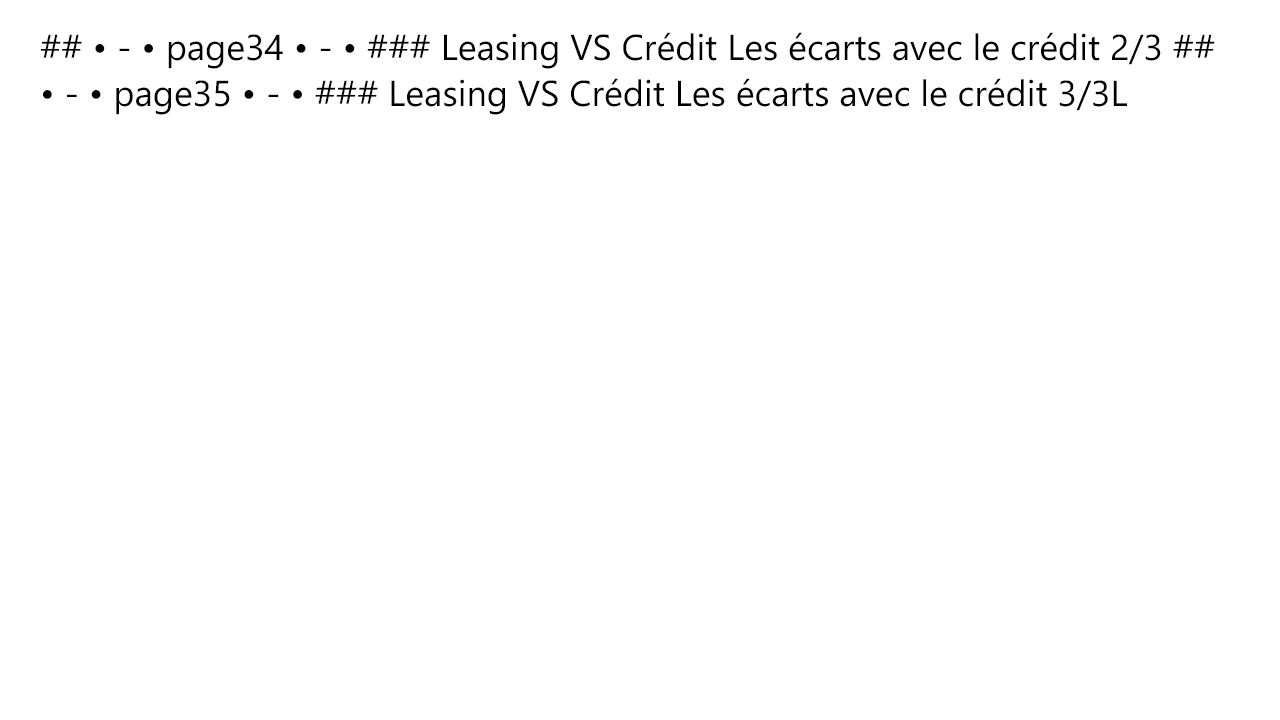 ## • - • page34 • - • ### Leasing VS Crédit Les écarts avec le crédit 2/3 ##
• - • page35 • - • ### Leasing VS Crédit Les écarts avec le crédit 3/3L